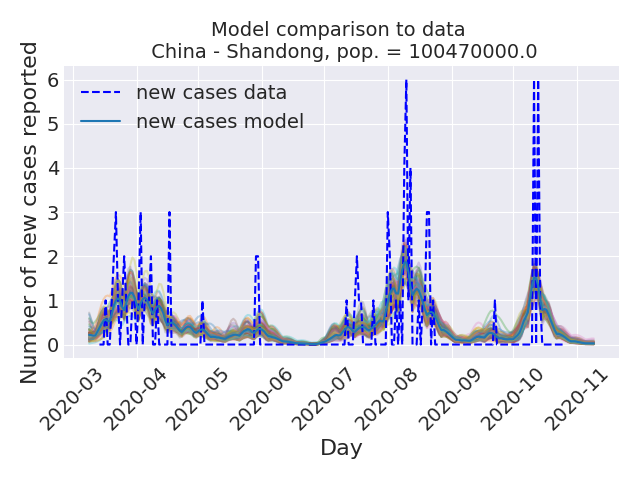 Model comparison to data
China - Shandong, pop. = 100470000.0
Number of new cases reported
6
5
4
3
2
1
0
new cases data
new cases model
2020-03
2020-04
2020-05
2020-06
2020-07
2020-08
2020-09
2020-10
2020-11
Day